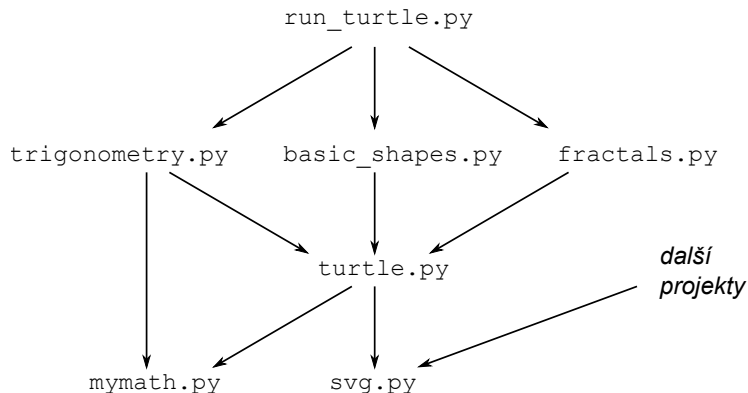 run_turtle.py
trigonometry.py
basic_shapes.py
fractals.py
turtle.py
další
projekty
mymath.py
svg.py